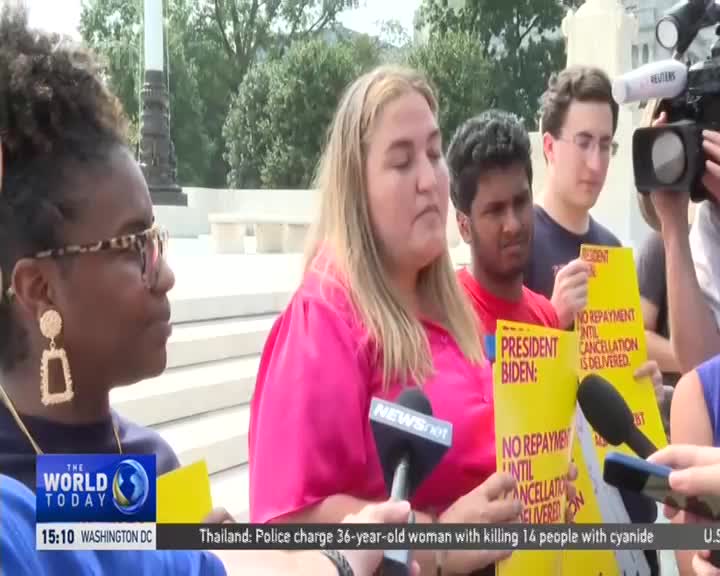 REUTERS
PRESIDENT
BIDEN:
NO REPAYMENT
UNTIL
CANCELLATION
IS DELIVERED.
PRESIDENT
BIDEN:
NO REPAYMENT
UNTIL
CANCELLATION
NEWSnet
THE
WORLD
TODAY
15:10 WASHINGTON DC
Thailand: Police charge 36-year-old woman with killing 14 people with cyanide
U.S